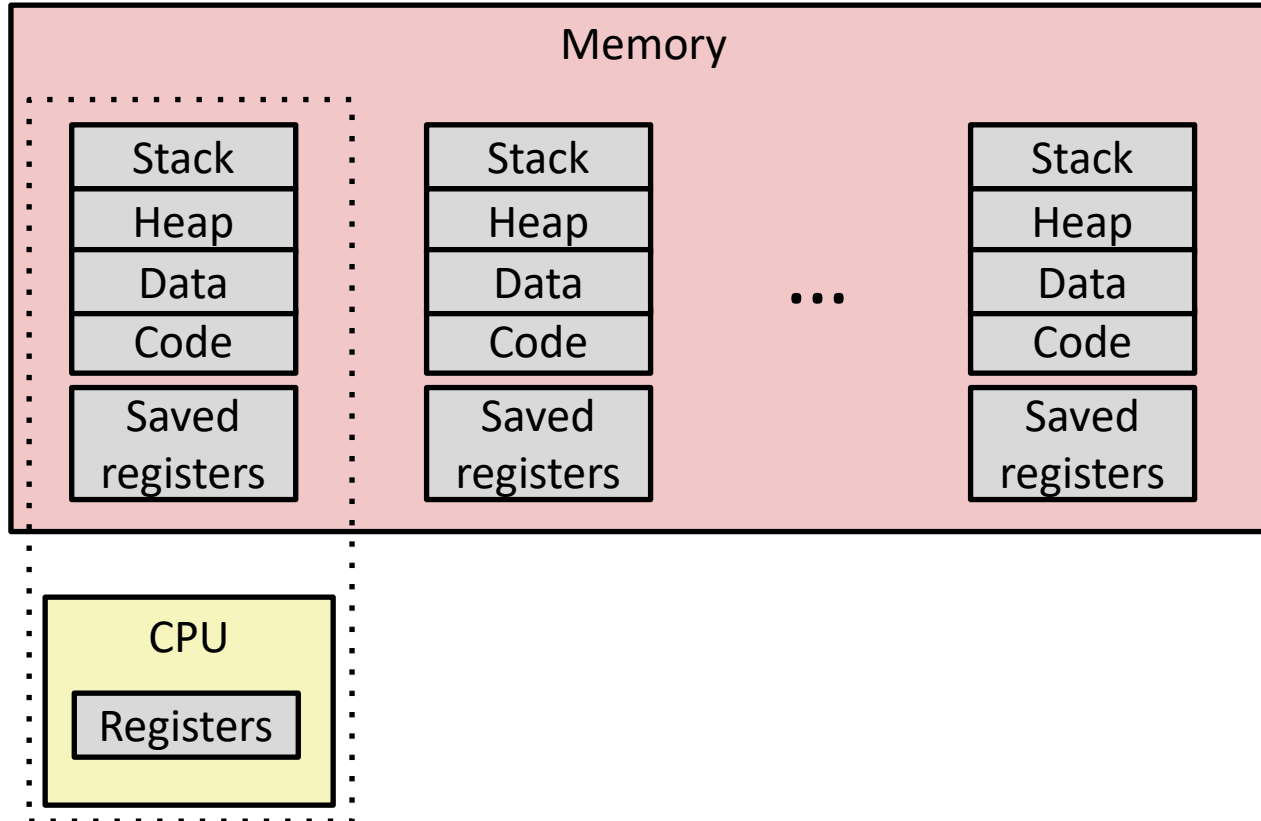 Memory
Stack
Heap
Data
Code
Saved
registers
Stack
Heap
Data
Code
Saved
registers
...
Stack
Heap
Data
Code
Saved
registers
CPU
Registers